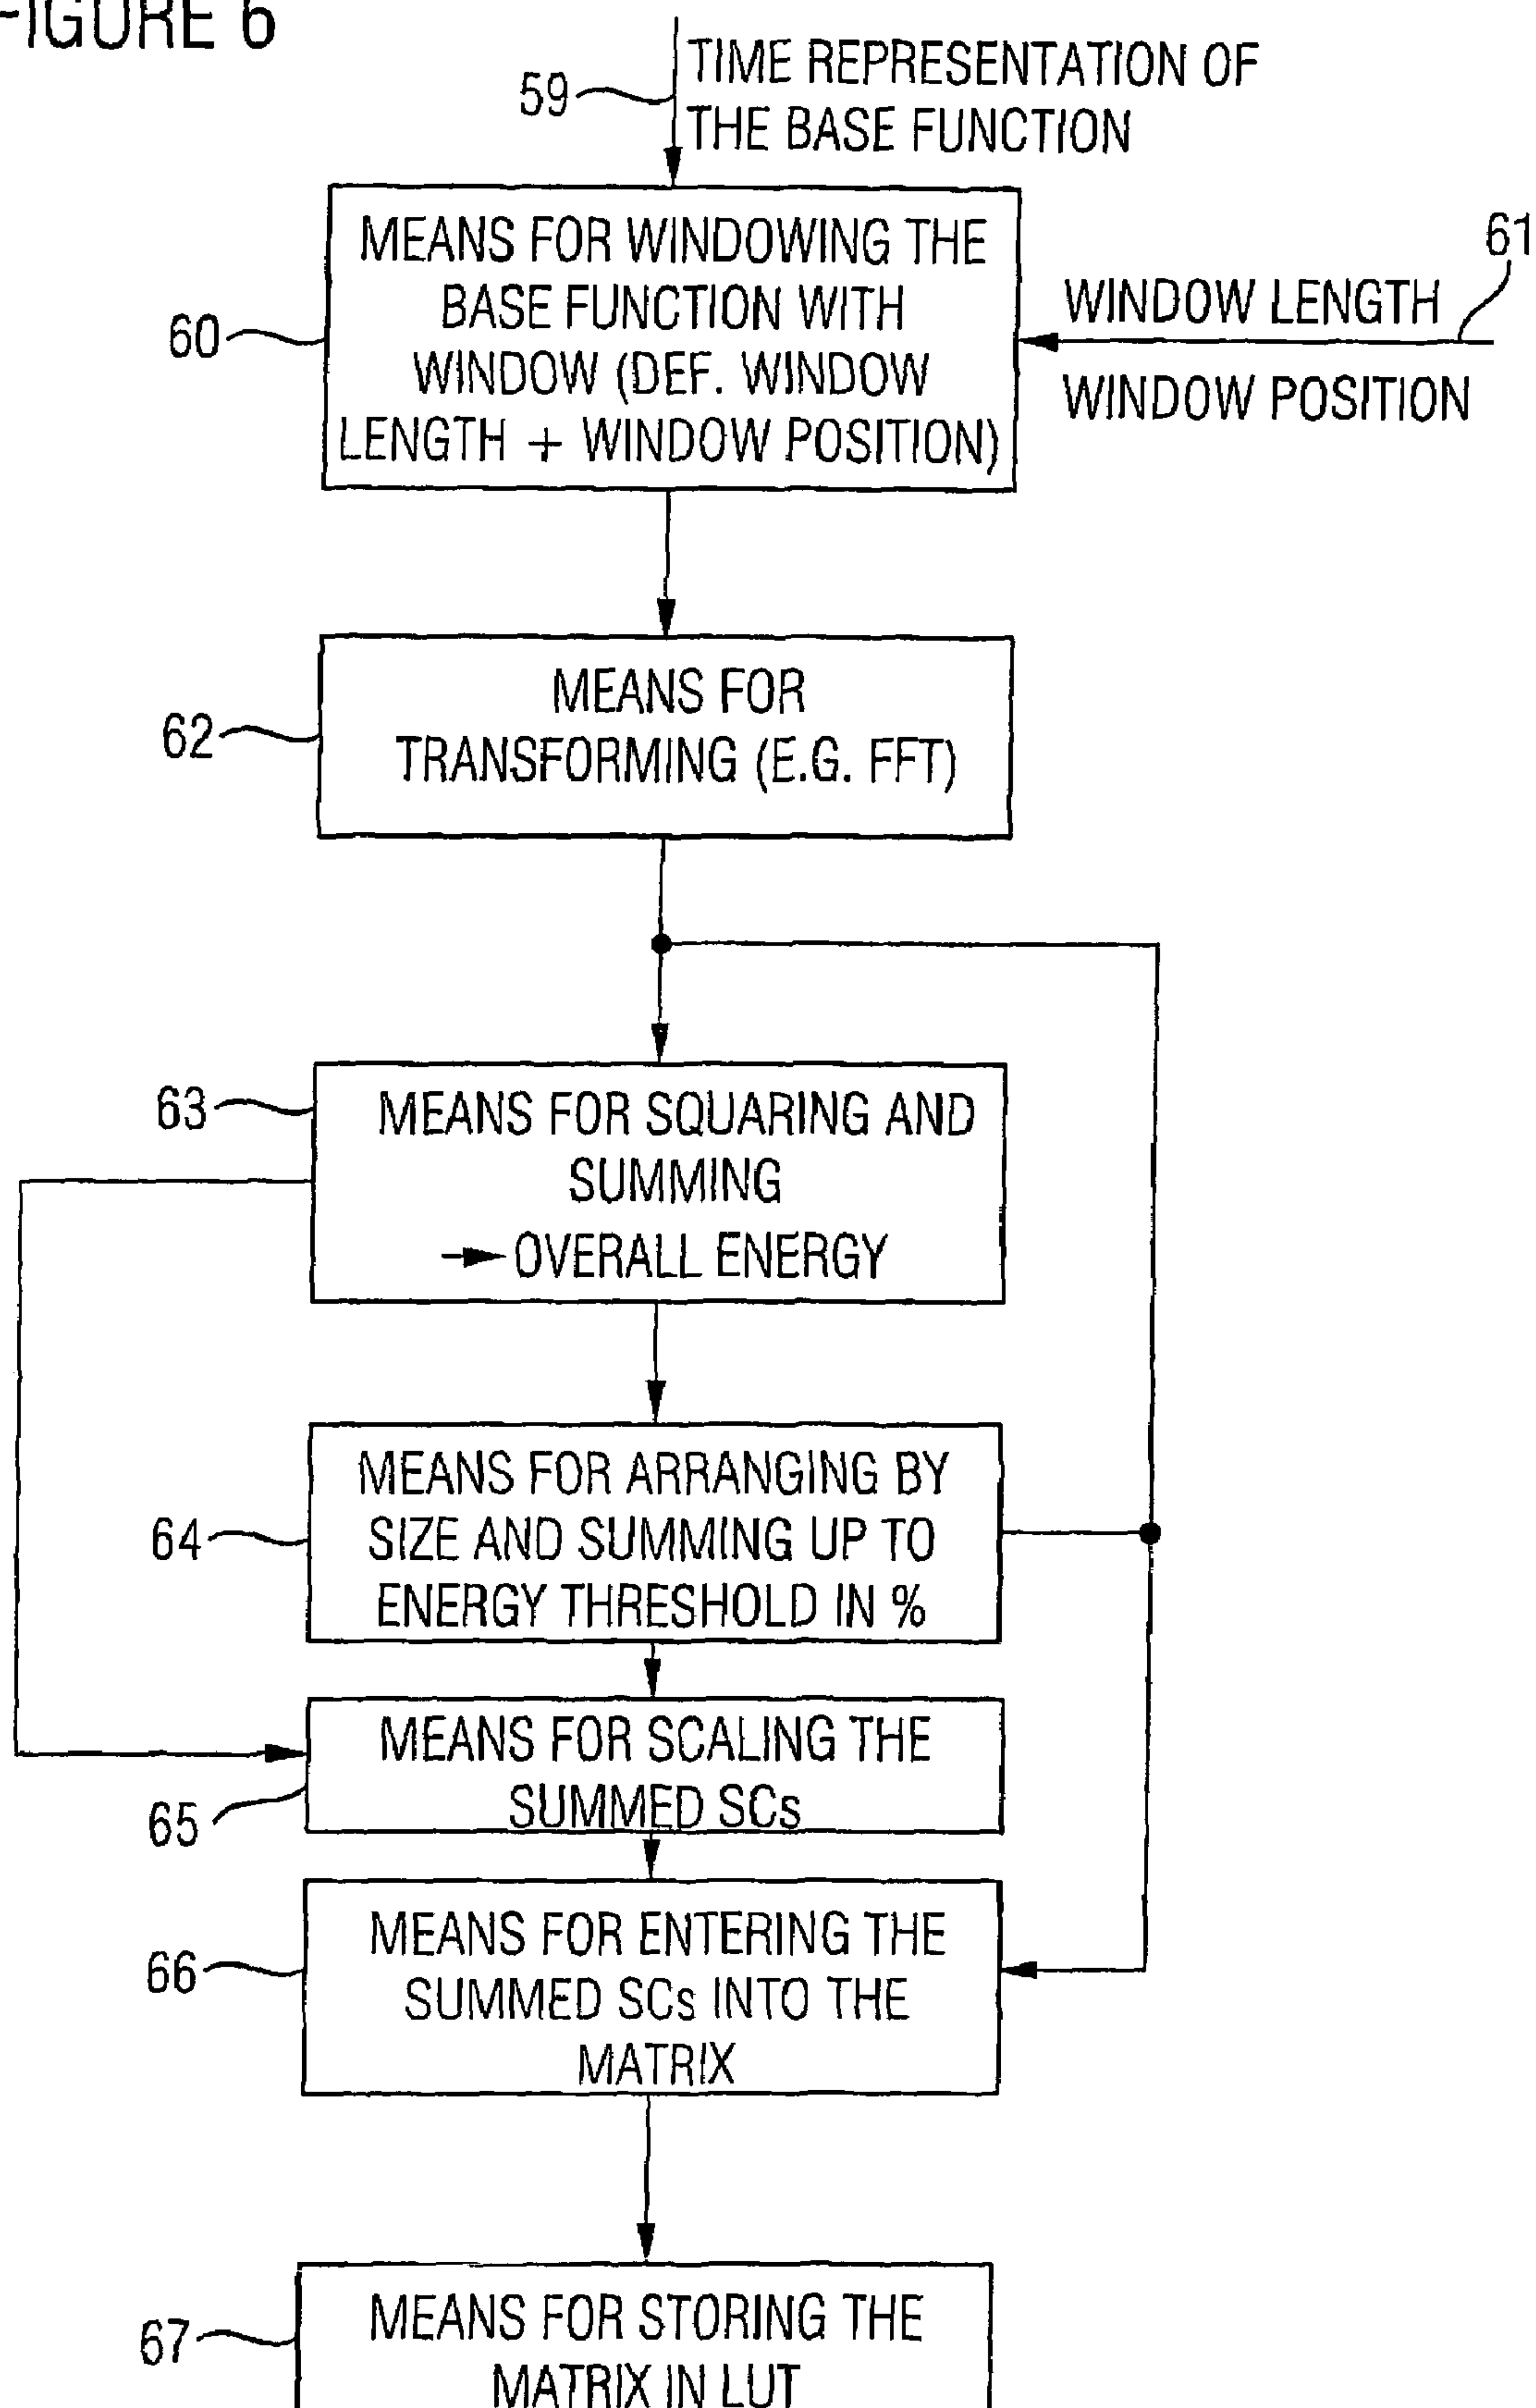 FIGURE 6
59
TIME REPRESENTATION OF
THE BASE FUNCTION
MEANS FOR WINDOWING THE
BASE FUNCTION WITH
WINDOW (DEF. WINDOW
LENGTH + WINDOW POSITION)
60
61
WINDOW LENGTH
WINDOW POSITION
62
MEANS FOR
TRANSFORMING (E.G. FFT)
63
MEANS FOR SQUARING AND
SUMMING
→ OVERALL ENERGY
64
MEANS FOR ARRANGING BY
SIZE AND SUMMING UP TO
ENERGY THRESHOLD IN %
65
MEANS FOR SCALING THE
SUMMED SCs
66
MEANS FOR ENTERING THE
SUMMED SCs INTO THE
MATRIX
67
MEANS FOR STORING THE
MATRIX IN LUT